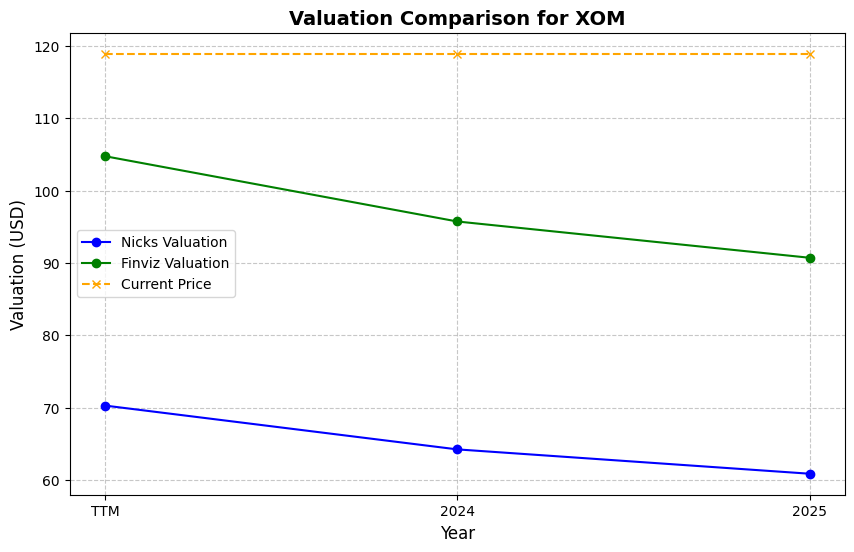 Valuation Comparison for XOM
Valuation (USD)
120
110
100
90
80
70
60
Nicks Valuation
Finviz Valuation
Current Price
TTM
2024
2025
Year